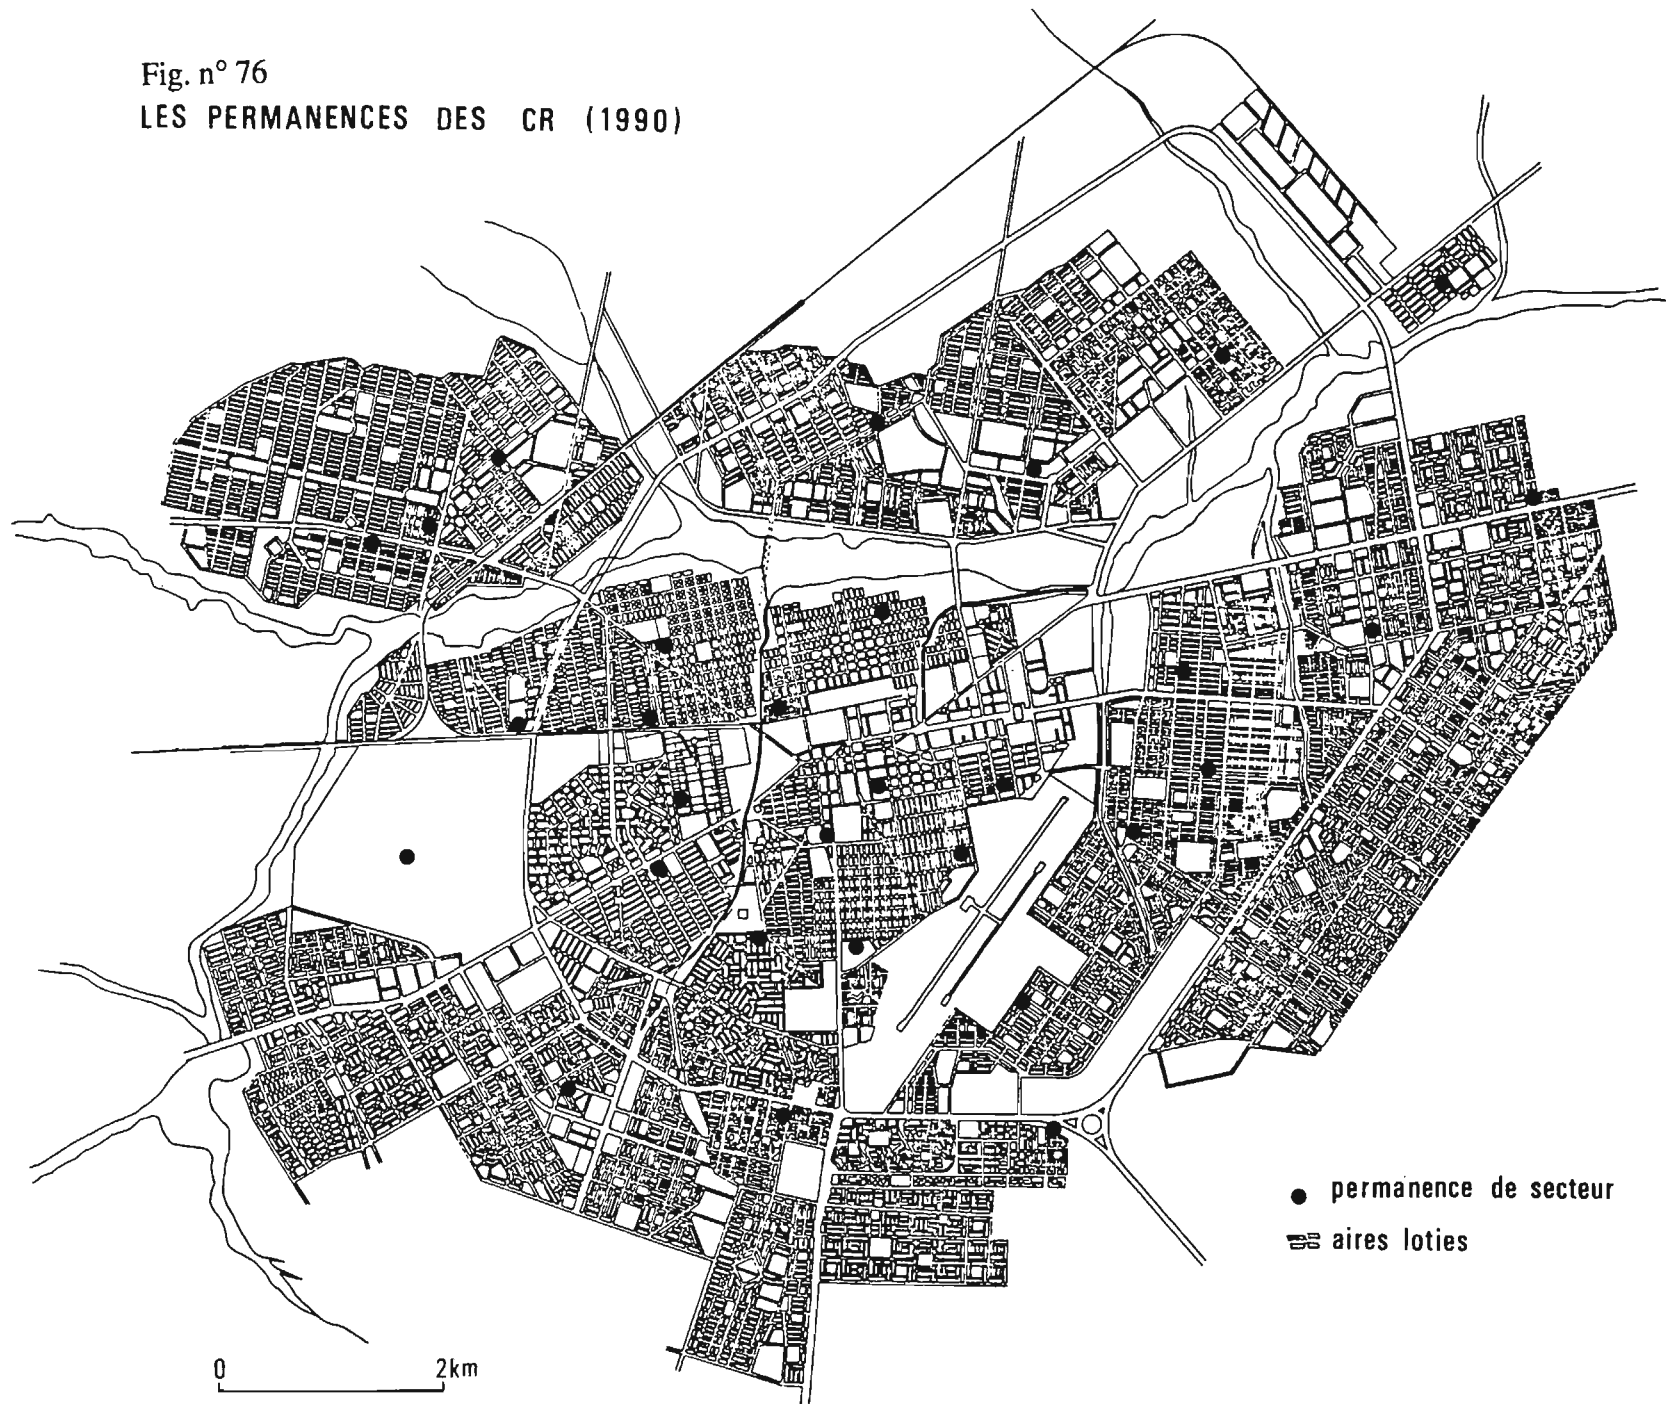 Fig. n° 76
LES PERMANENCES DES CR (1990)
permanence de secteur
aires loties
0 2km